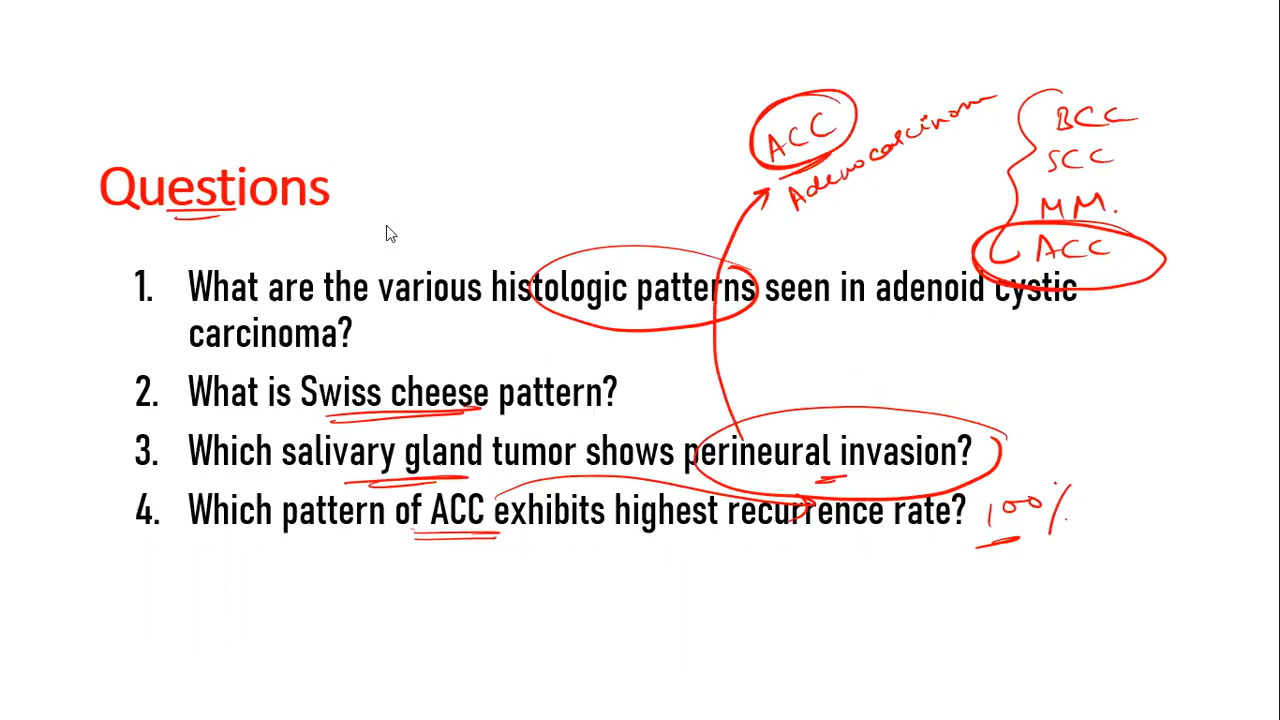 ACC
Adenocalcinom
BCC
SCC
MM.
ACC
Questions
1. What are the various histologic patterns seen in adenoid cystic
carcinoma?
2. What is Swiss cheese pattern?
3. Which salivary gland tumor shows perineural invasion?
4. Which pattern of ACC exhibits highest recurrence rate? 100%